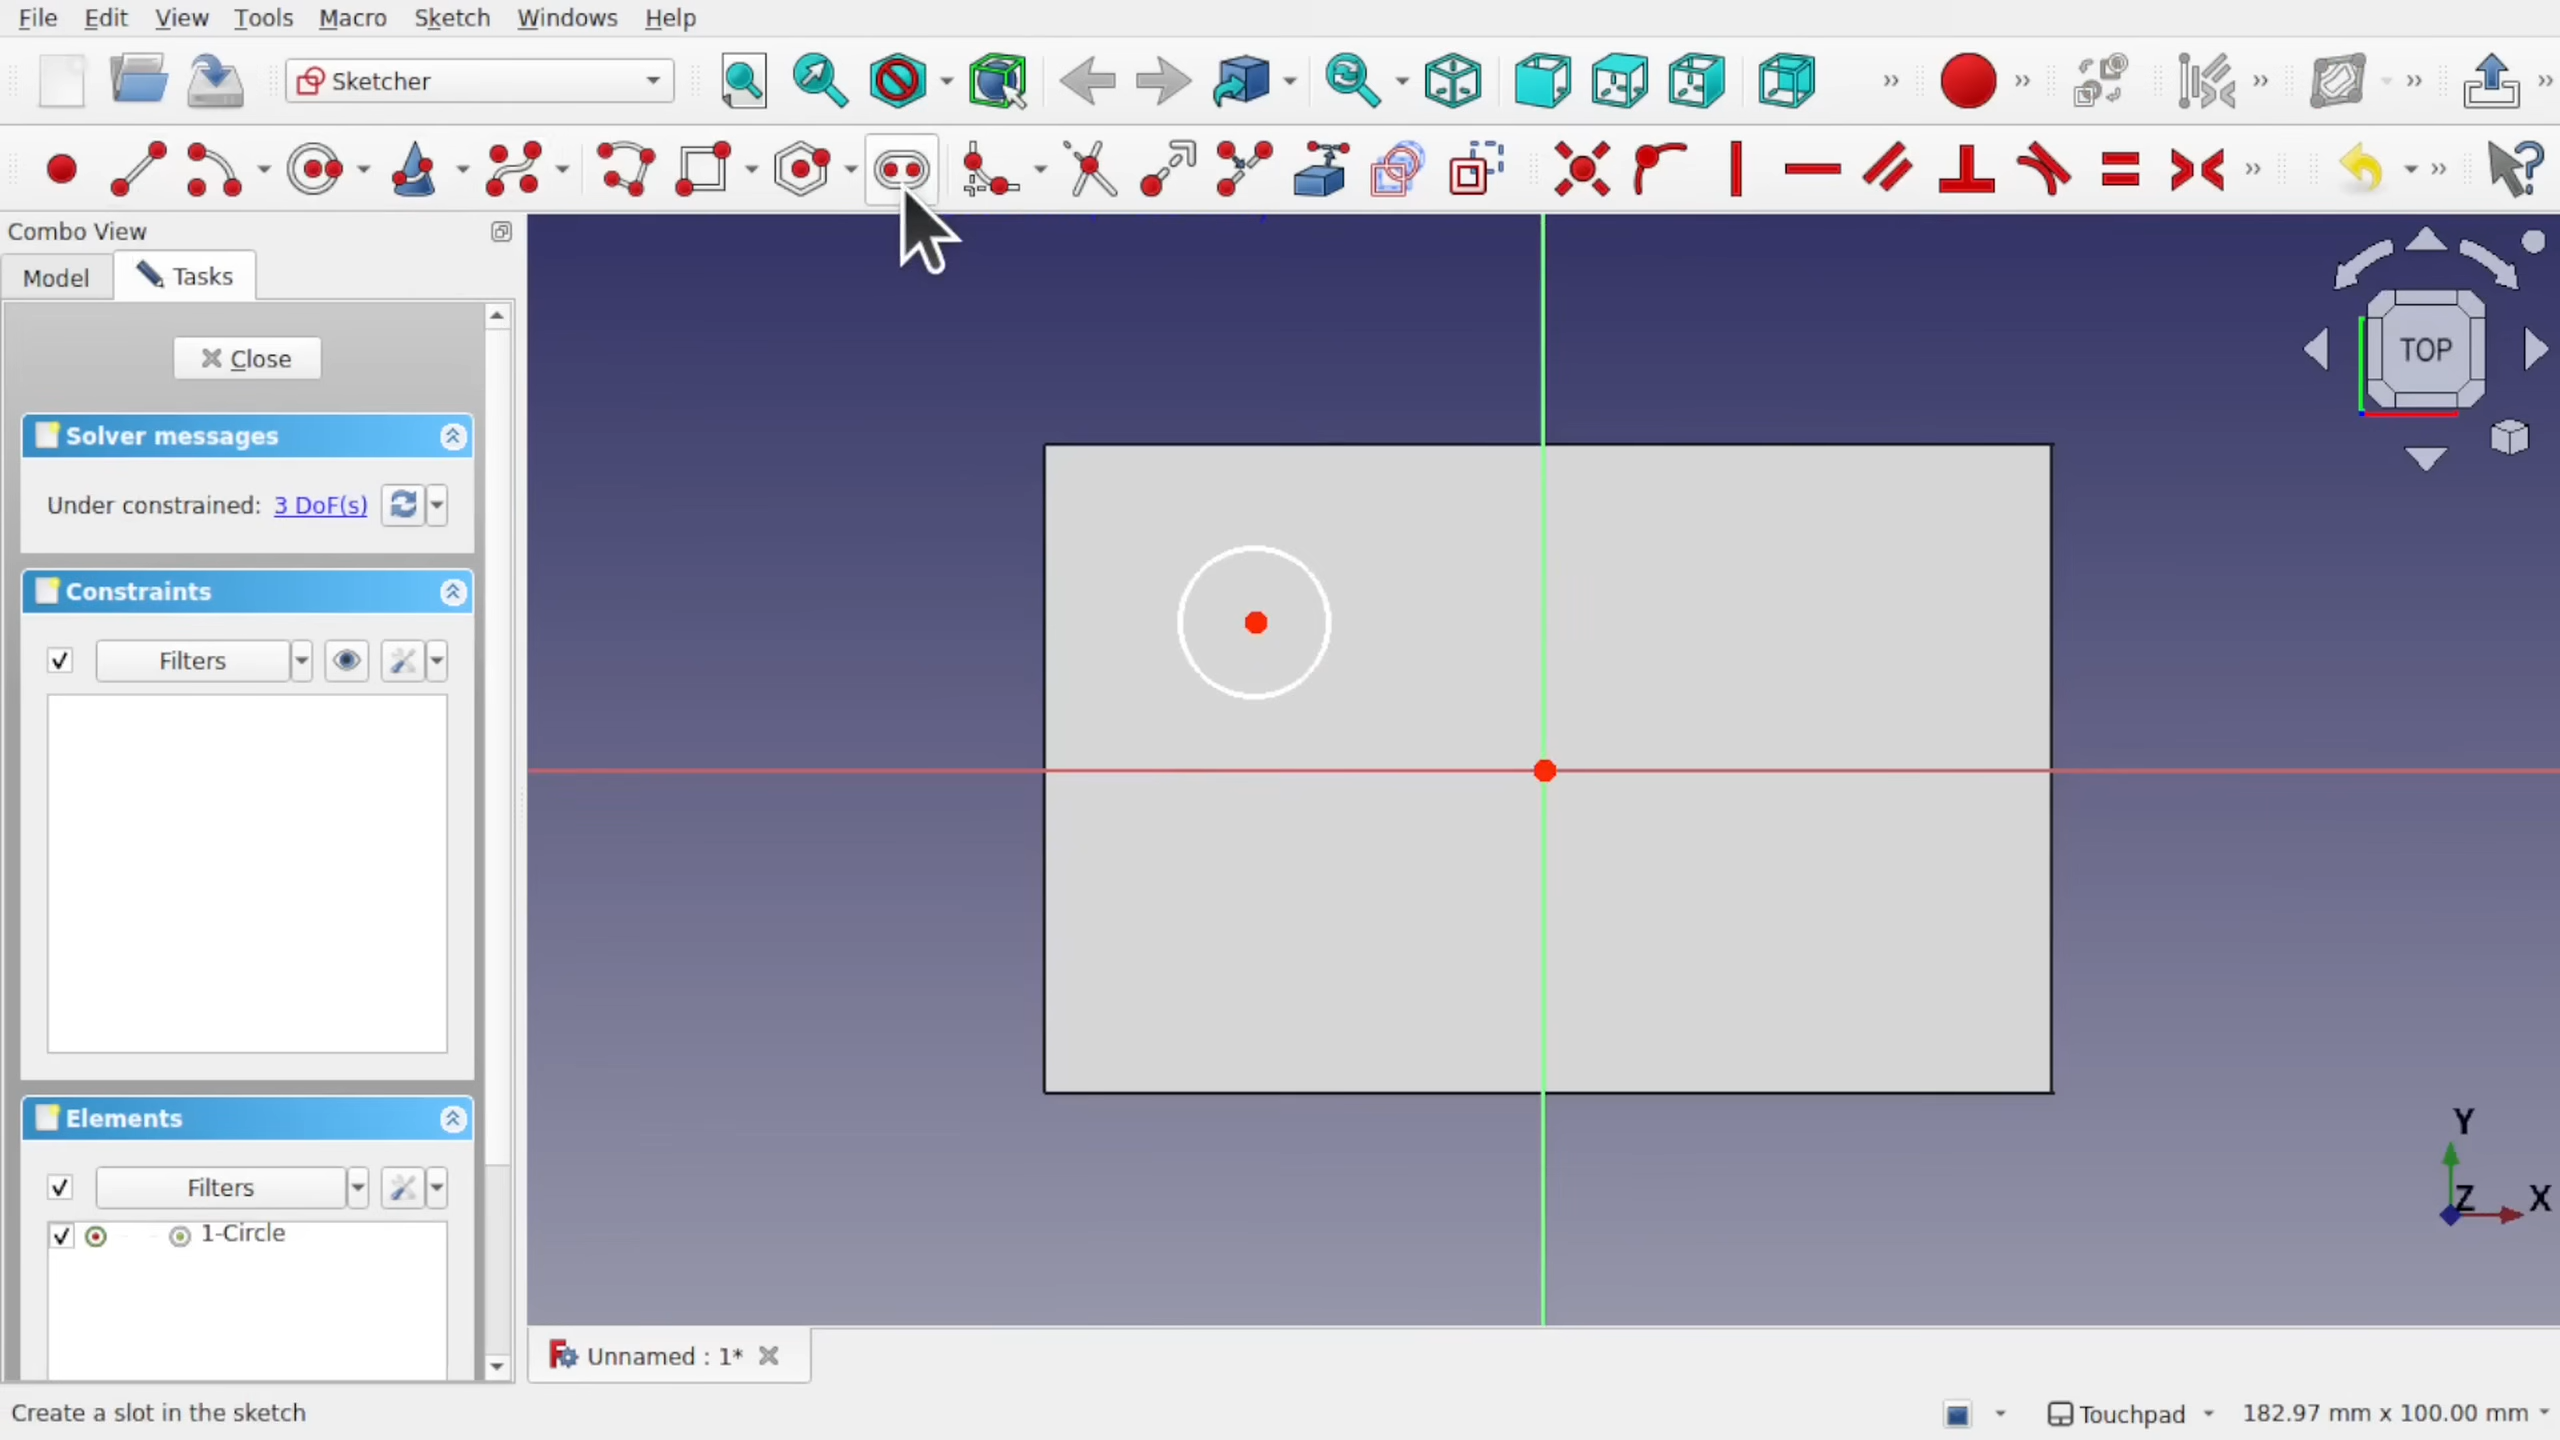 File Edit View Tools Macro Sketch Windows Help
Sketcher
Combo View
Model Tasks
Close
Solver messages
Under constrained: 3 DoF(s)
Constraints
Filters
Elements
Filters
1-Circle
TOP
Y
Z X
Unnamed : 1*
Create a slot in the sketch
Touchpad 182.97 mm x 100.00 mm